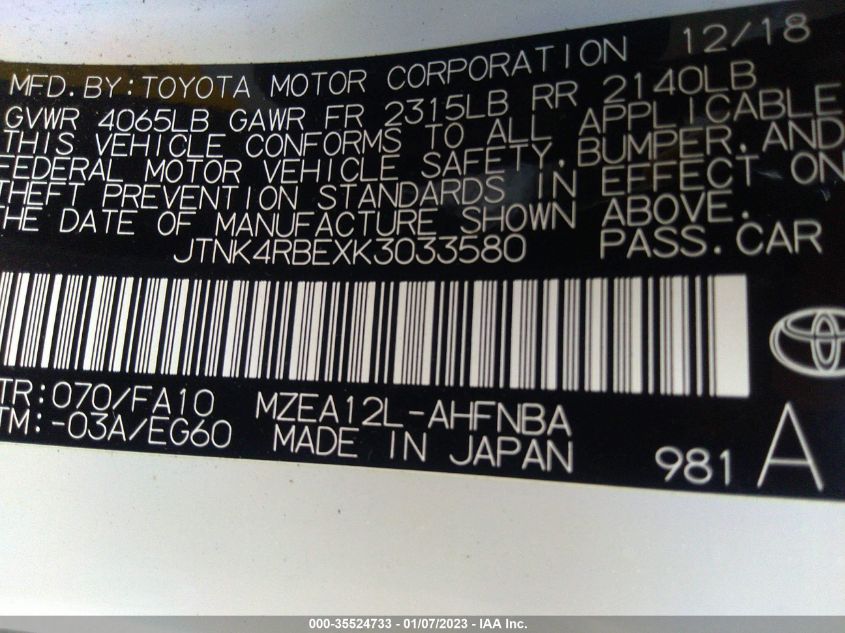 MFD. BY: TOYOTA MOTOR CORPORATION 12/18
GVWR 4065LB GAWR FR 2315LB RR 2140LB
THIS VEHICLE CONFORMS TO ALL APPLICABLE
FEDERAL MOTOR VEHICLE SAFETY, BUMPER, AND
THEFT PREVENTION STANDARDS IN EFFECT ON
THE DATE OF MANUFACTURE SHOWN ABOVE.
JTNK4RBEXK3033580 PASS. CAR
TR: 070/FA10 MZEA12L-AHFNBA
TM: -03A/EG60 MADE IN JAPAN 981 A
000-35524733 - 01/07/2023 - IAA Inc.